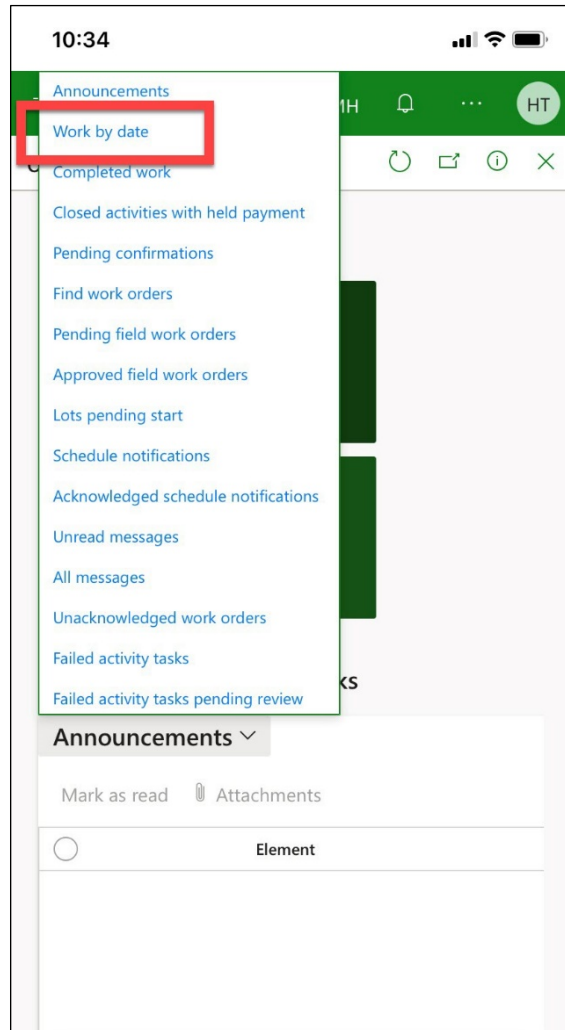 10:34
Announcements
Work by date
Completed work
Closed activities with held payment
Pending confirmations
Find work orders
Pending field work orders
Approved field work orders
Lots pending start
Schedule notifications
Acknowledged schedule notifications
Unread messages
All messages
Unacknowledged work orders
Failed activity tasks
Failed activity tasks pending review
HT
Announcements
Mark as read Attachments
Element